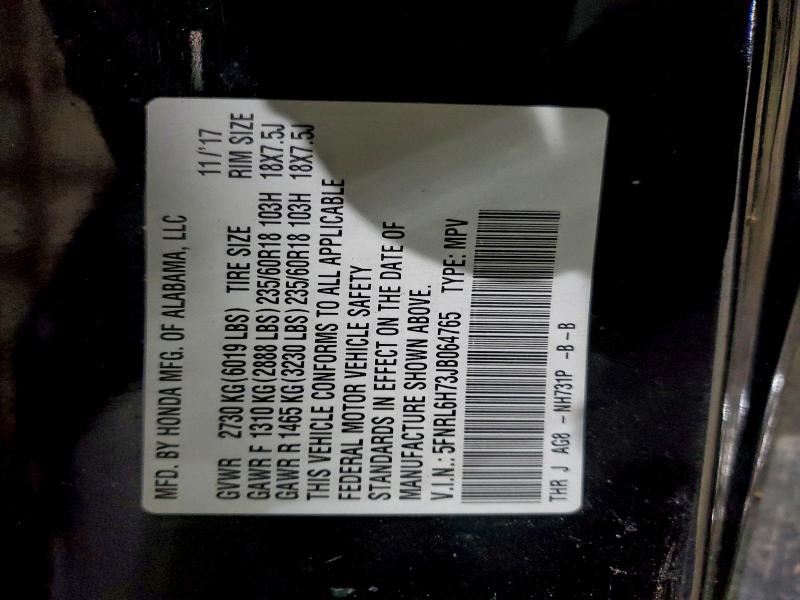 MFD. BY HONDA MFG. OF ALABAMA, LLC
11/'17
GVWR 2730 KG (6019 LBS) TIRE SIZE RIM SIZE
GAWR F 1310 KG (2888 LBS) 235/60R18 103H 18X7.5J
GAWR R 1465 KG (3230 LBS) 235/60R18 103H 18X7.5J
THIS VEHICLE CONFORMS TO ALL APPLICABLE
FEDERAL MOTOR VEHICLE SAFETY
STANDARDS IN EFFECT ON THE DATE OF
MANUFACTURE SHOWN ABOVE.
V.I.N.: 5FNRL6H73JB064765 TYPE: MPV
THR J AG8 -NH731P -B-B